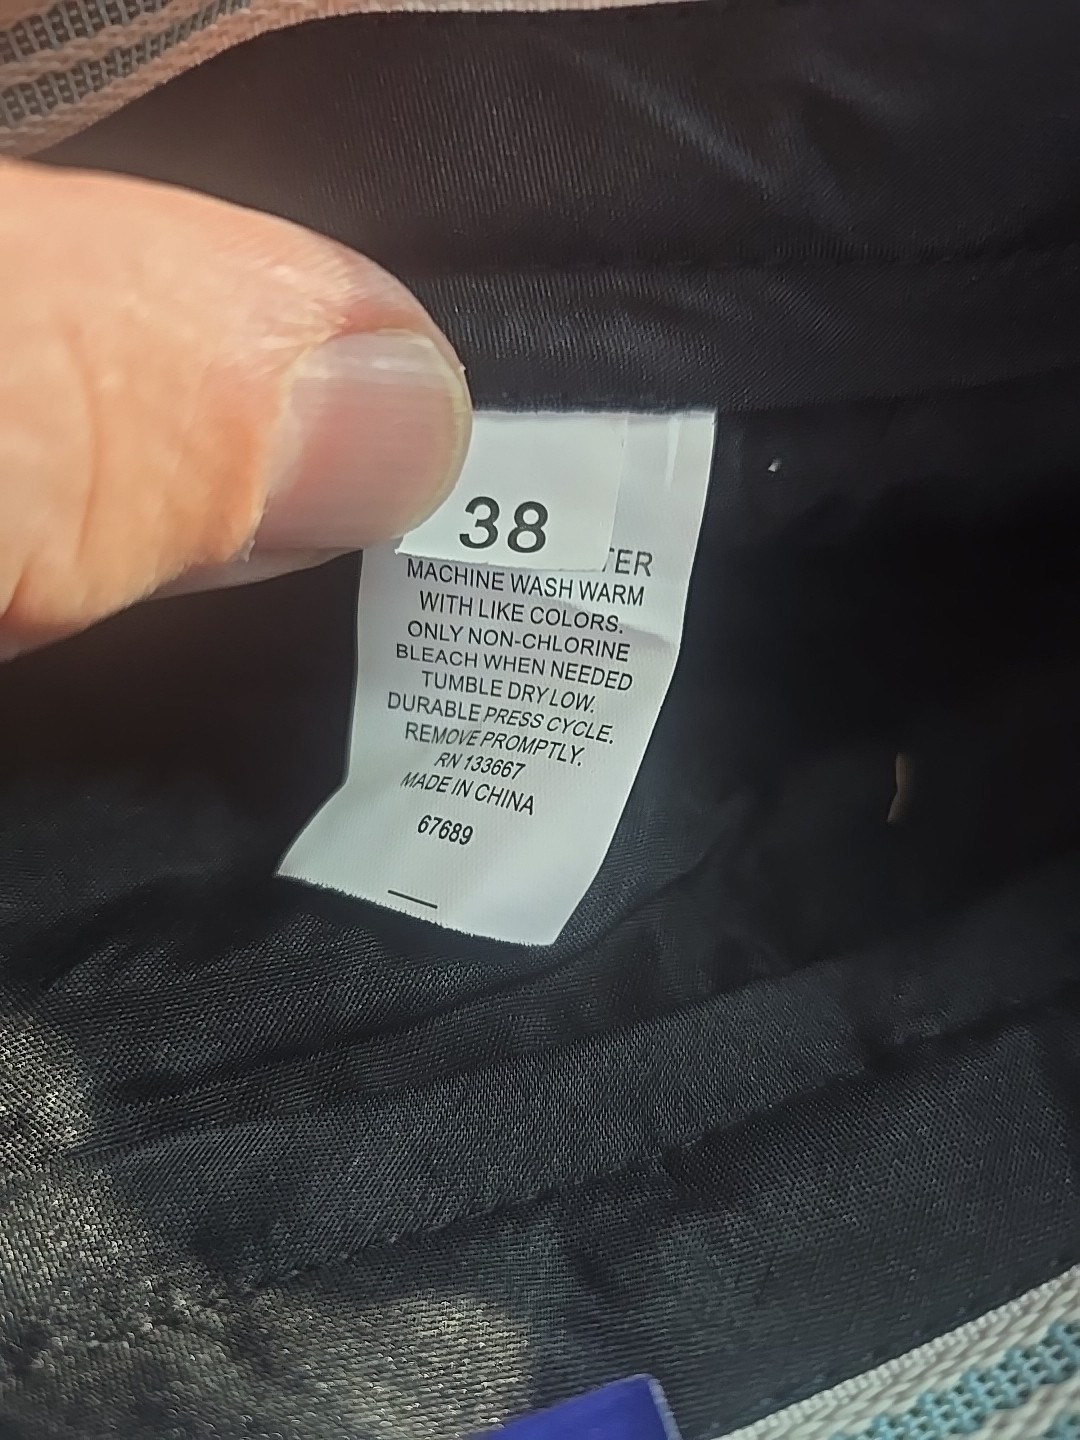 38
TER
MACHINE WASH WARM
WITH LIKE COLORS.
ONLY NON-CHLORINE
BLEACH WHEN NEEDED
TUMBLE DRY LOW.
DURABLE PRESS CYCLE.
REMOVE PROMPTLY.
RN 133667
MADE IN CHINA
67689